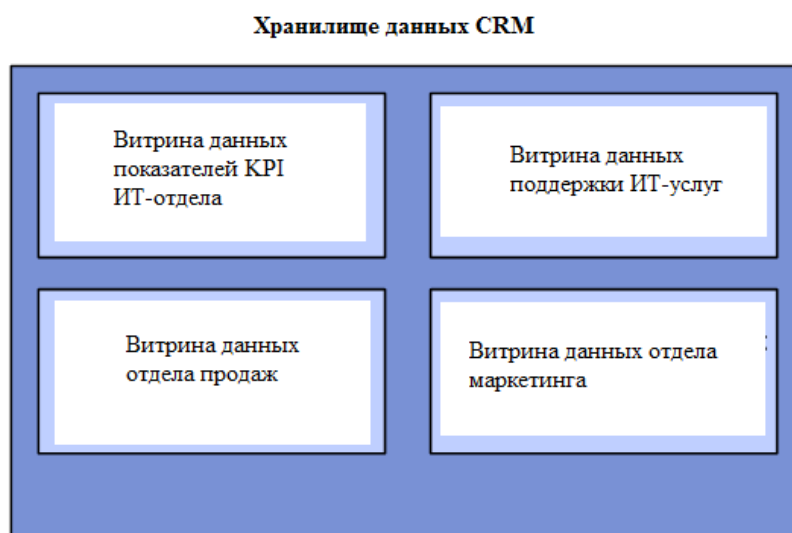 Хранилище данных CRM
Витрина данных
показателей KPI
ИТ-отдела
Витрина данных
поддержки ИТ-услуг
Витрина данных
отдела продаж
Витрина данных отдела
маркетинга